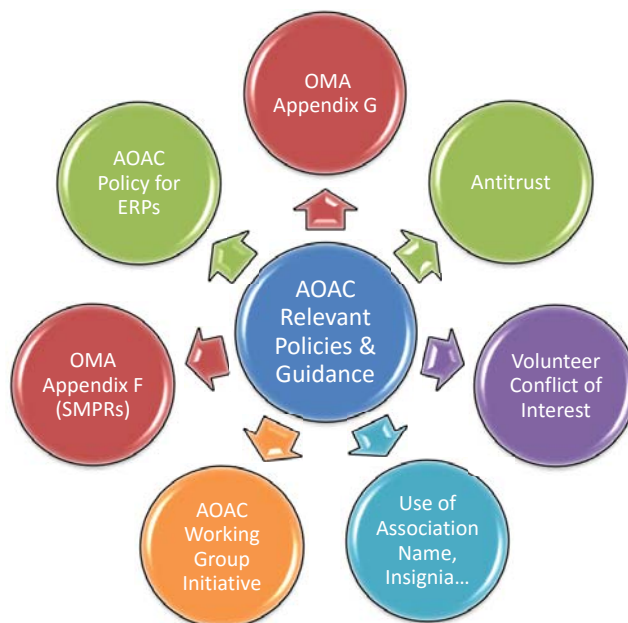 OMA
Appendix G
AOAC
Policy for
ERPs
Antitrust
AOAC
Relevant
Policies &
Guidance
OMA
Appendix F
(SMPRs)
Volunteer
Conflict of
Interest
AOAC
Working
Group
Initiative
Use of
Association
Name,
Insignia…